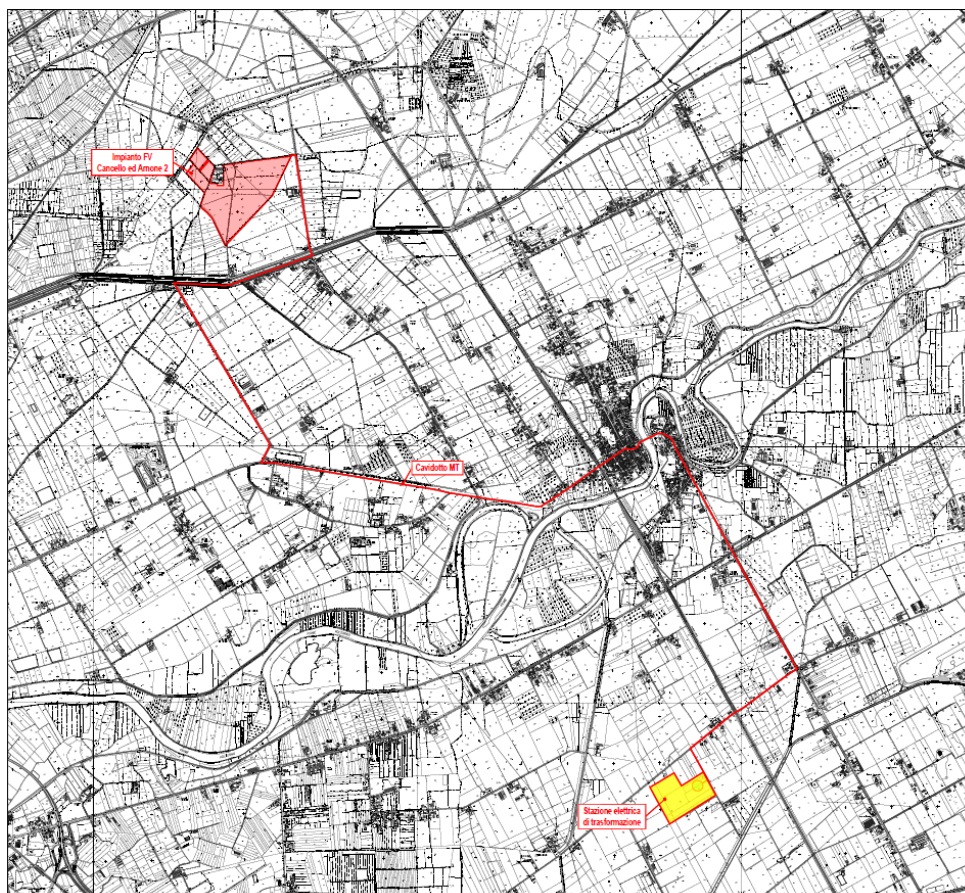 Impianto FV
Cancello ed Arnone 2
Cavidotto MT
Stazione elettrica
di trasformazione